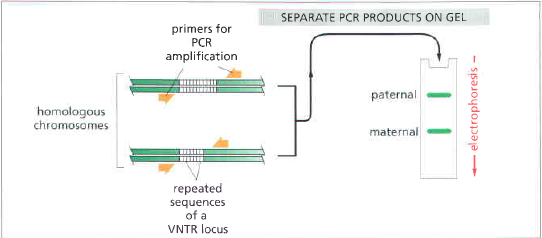 SEPARATE PCR PRODUCTS ON GEL
primers for
PCR
amplification
homologous
chromosomes
repeated
sequences
of a
VNTR locus
paternal
maternal
electrophoresis